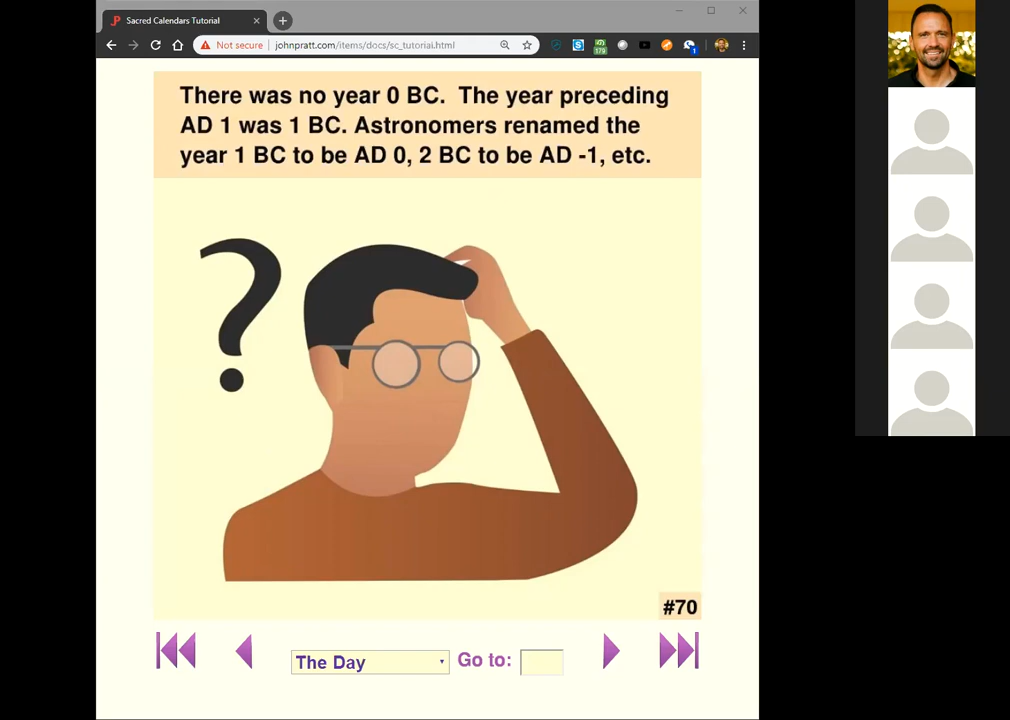 Sacred Calendars Tutorial
Not secure
johnpratt.com/items/docs/sc_tutorial.html
179
1
There was no year 0 BC. The year preceding
AD 1 was 1 BC. Astronomers renamed the
year 1 BC to be AD 0, 2 BC to be AD -1, etc.
?
#70
The Day
Go to: